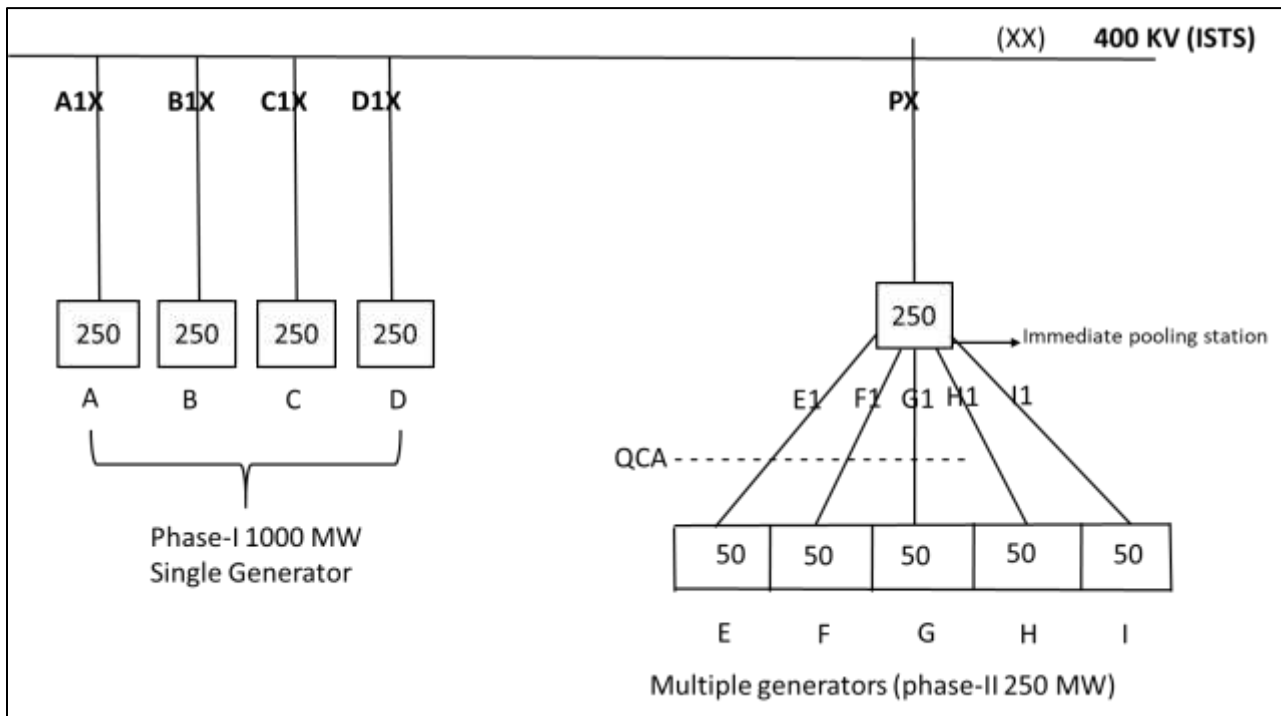 (XX) 400 KV (ISTS)
A1X B1X C1X D1X PX
250 250 250 250
250
Immediate pooling station
A B C D
E1 F1 G1 H1 I1
QCA
Phase-I 1000 MW
Single Generator
50 50 50 50 50
E F G H I
Multiple generators (phase-II 250 MW)